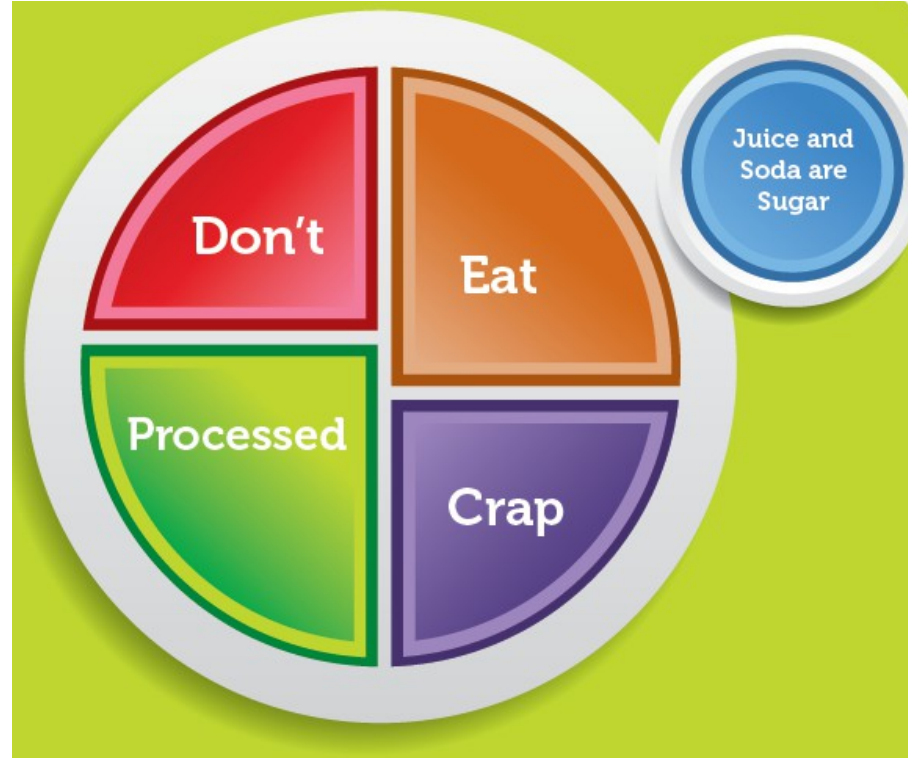 Don't
Eat
Processed
Crap
Juice and
Soda are
Sugar